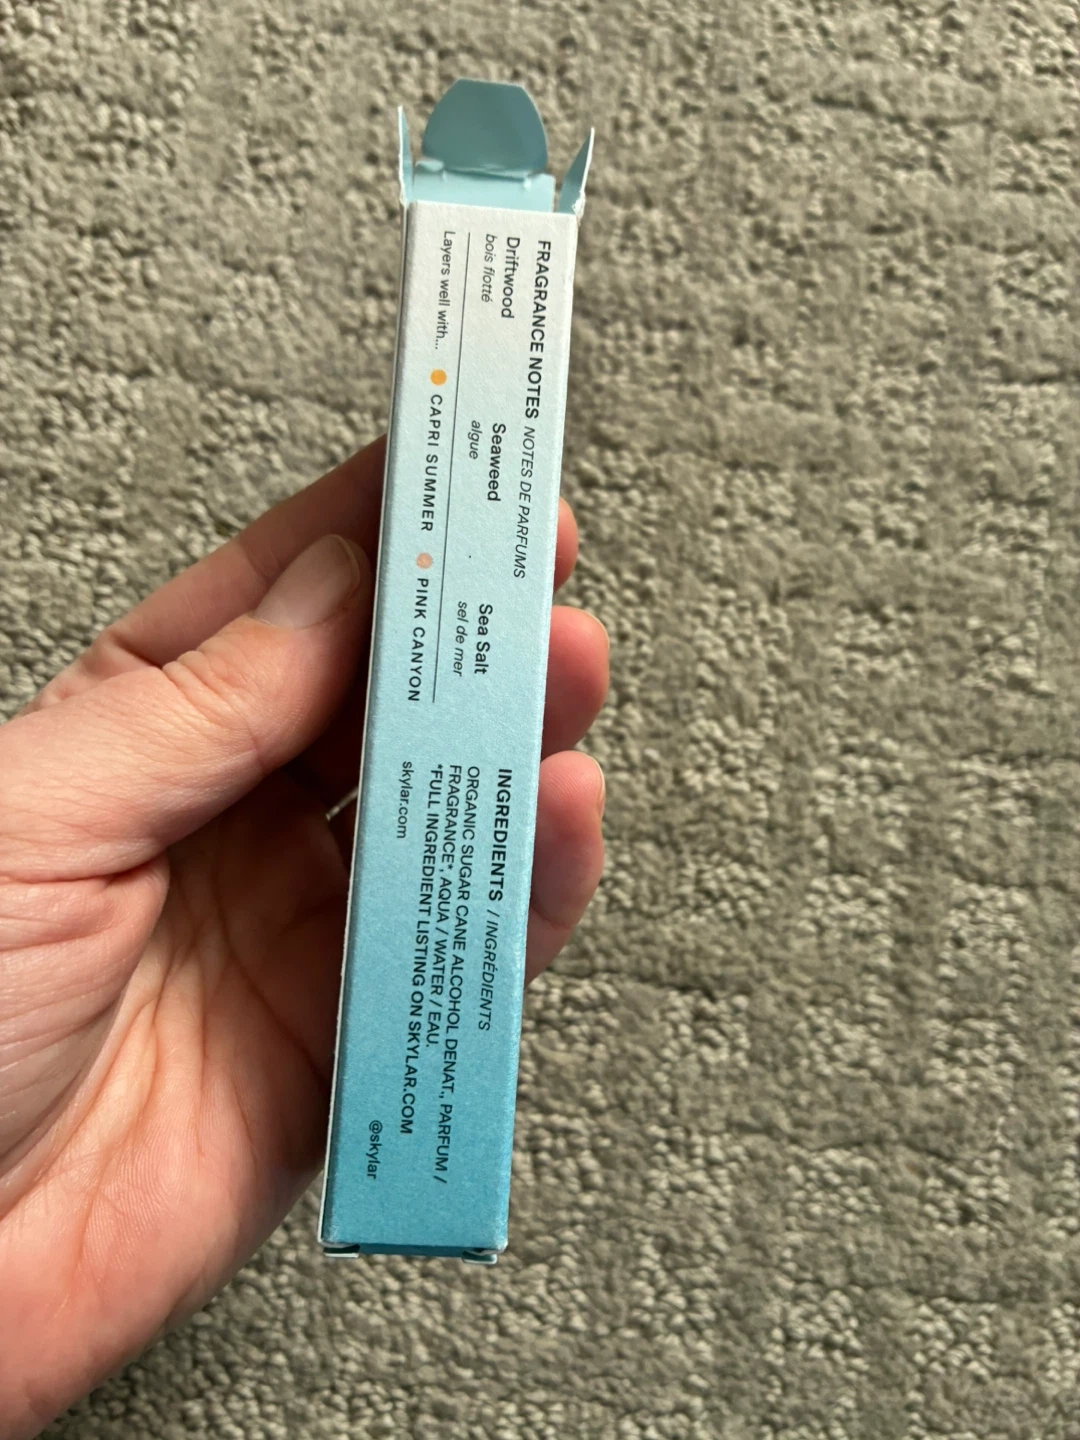 FRAGRANCE NOTES NOTES DE PARFUMS
Driftwood Seaweed Sea Salt
bois flotté algue sel de mer
Layers well with... CAPRI SUMMER PINK CANYON
INGREDIENTS / INGRÉDIENTS
ORGANIC SUGAR CANE ALCOHOL DENAT., PARFUM /
FRAGRANCE*, AQUA / WATER / EAU.
*FULL INGREDIENT LISTING ON SKYLAR.COM
skylar.com @skylar